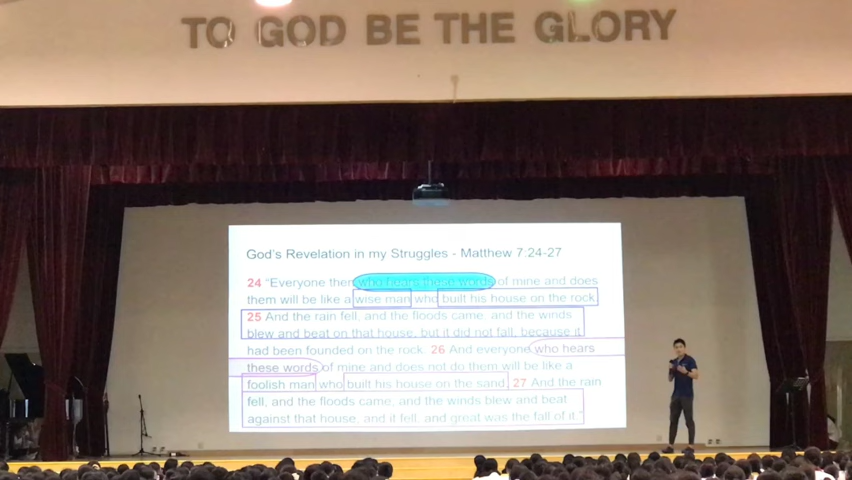 TO GOD BE THE GLORY
God's Revelation in my Struggles - Matthew 7:24-27
24 “Everyone then who hears these words of mine and does
them will be like a wise man who built his house on the rock.
25 And the rain fell, and the floods came, and the winds
blew and beat on that house, but it did not fall, because it
had been founded on the rock. 26 And everyone who hears
these words of mine and does not do them will be like a
foolish man who built his house on the sand. 27 And the rain
fell, and the floods came, and the winds blew and beat
against that house, and it fell, and great was the fall of it.”